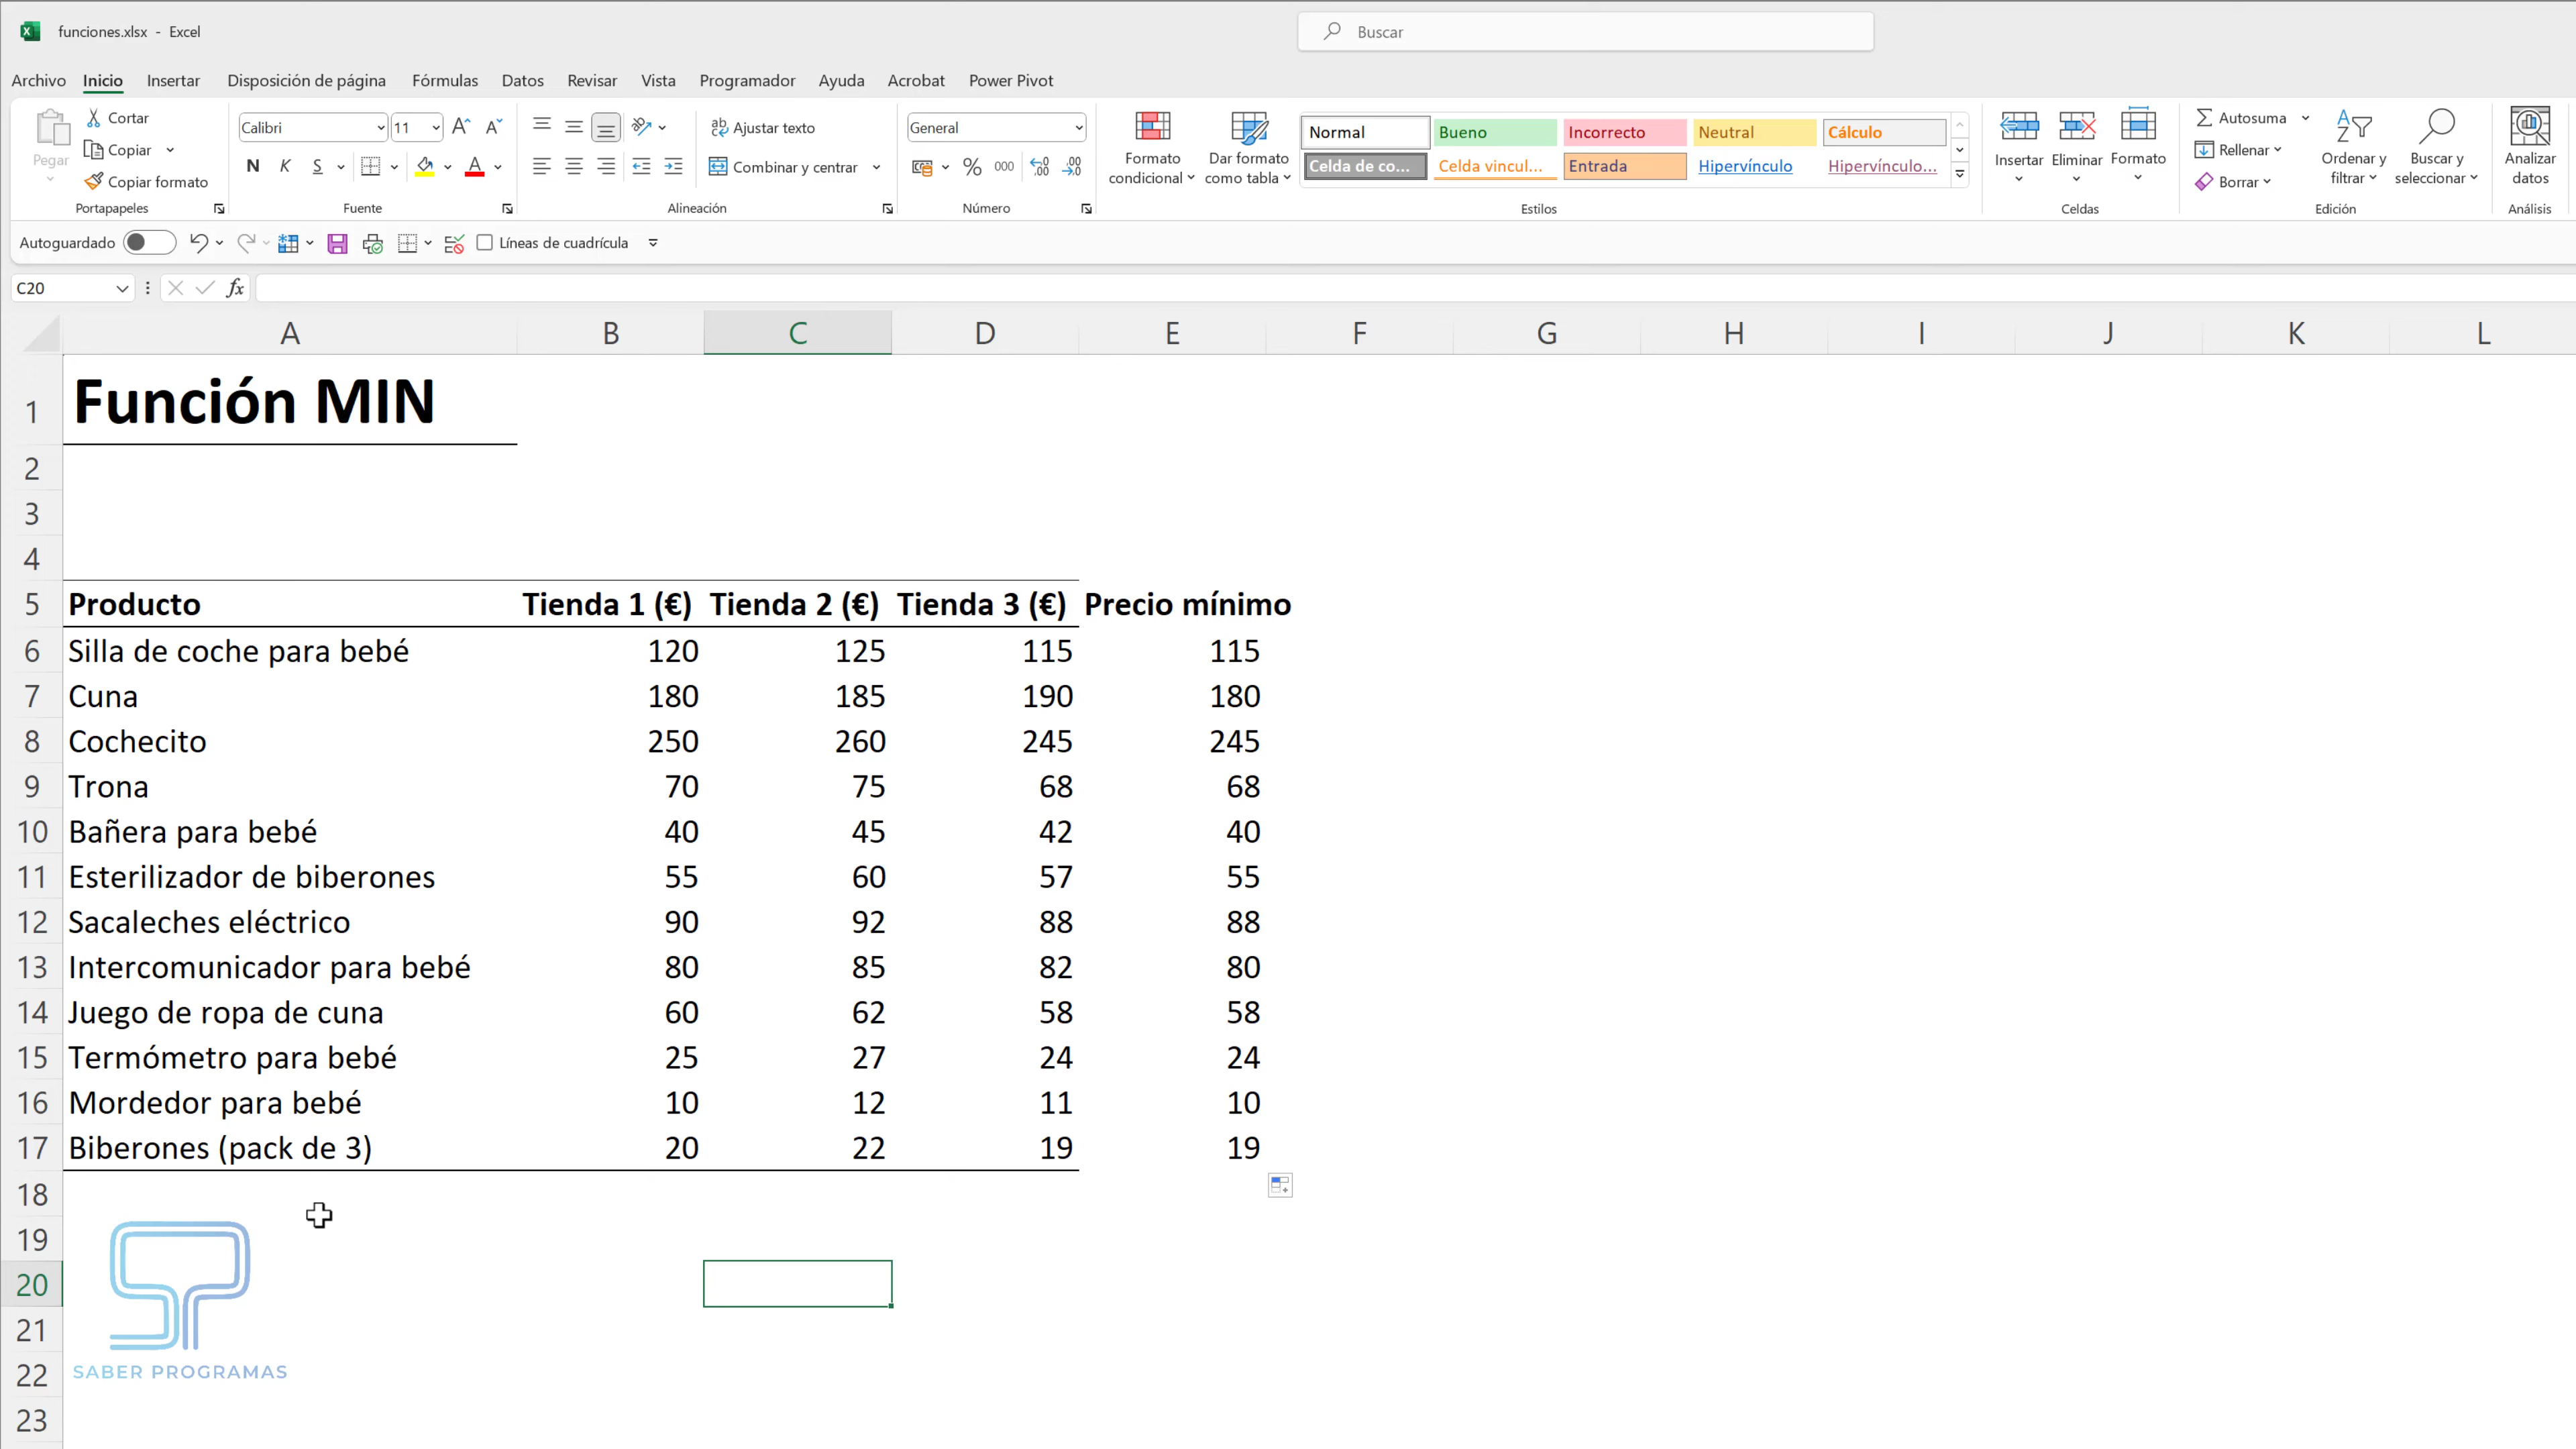 funciones.xlsx - Excel
Buscar
Archivo Inicio Insertar Disposición de página Fórmulas Datos Revisar Vista Programador Ayuda Acrobat Power Pivot
Pegar
Cortar
Copiar
Copiar formato
Portapapeles
Calibri 11
N K S
Fuente
Ajustar texto
Combinar y centrar
Alineación
General
% 000
Número
Formato condicional
Dar formato como tabla
Normal Bueno Incorrecto Neutral Cálculo
Celda de co... Celda vincul... Entrada Hipervínculo Hipervínculo...
Estilos
Insertar Eliminar Formato
Celdas
Autosuma
Rellenar
Borrar
Ordenar y filtrar
Buscar y seleccionar
Edición
Analizar datos
Análisis
Autoguardado Líneas de cuadrícula
C20 fx
A B C D E F G H I J K L
1 Función MIN
2
3
4
5 Producto Tienda 1 (€) Tienda 2 (€) Tienda 3 (€) Precio mínimo
6 Silla de coche para bebé 120 125 115 115
7 Cuna 180 185 190 180
8 Cochecito 250 260 245 245
9 Trona 70 75 68 68
10 Bañera para bebé 40 45 42 40
11 Esterilizador de biberones 55 60 57 55
12 Sacaleches eléctrico 90 92 88 88
13 Intercomunicador para bebé 80 85 82 80
14 Juego de ropa de cuna 60 62 58 58
15 Termómetro para bebé 25 27 24 24
16 Mordedor para bebé 10 12 11 10
17 Biberones (pack de 3) 20 22 19 19
18
19
20
21
22
23
SABER PROGRAMAS